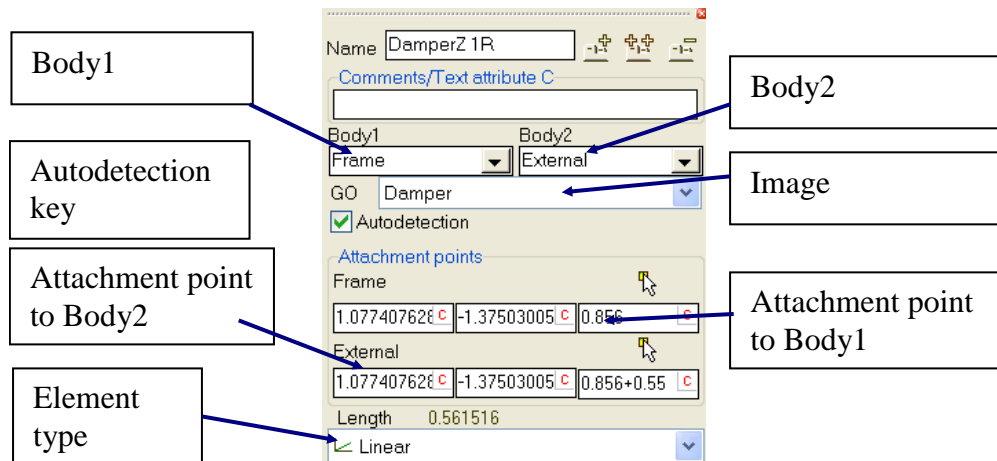 Body1
Autodetection
key
Attachment point
to Body2
Element
type
Name DamperZ 1R
Comments/Text attribute C
Body1 Body2
Frame External
GO Damper
Autodetection
Attachment points
Frame
1.077407628 C -1.37503005 C 0.856 C
External
1.077407628 C -1.37503005 C 0.856+0.55 C
Length 0.561516
Linear
Body2
Image
Attachment point
to Body1